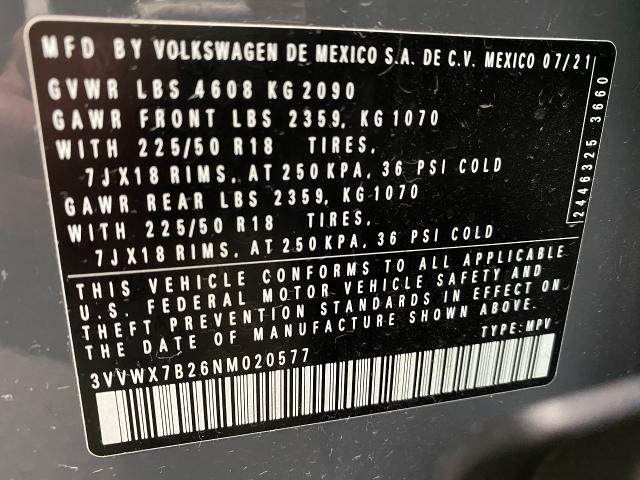 MFD BY VOLKSWAGEN DE MEXICO S.A. DE C.V. MEXICO 07/21
GVWR LBS 4608 KG 2090
GAWR FRONT LBS 2359, KG 1070
WITH 225/50 R18 TIRES,
7JX18 RIMS, AT 250 KPA, 36 PSI COLD
GAWR REAR LBS 2359, KG 1070
WITH 225/50 R18 TIRES,
7JX18 RIMS, AT 250 KPA, 36 PSI COLD
2446325 3660
THIS VEHICLE CONFORMS TO ALL APPLICABLE
U.S. FEDERAL MOTOR VEHICLE SAFETY AND
THEFT PREVENTION STANDARDS IN EFFECT ON
THE DATE OF MANUFACTURE SHOWN ABOVE.
TYPE: MPV
3VVWX7B26NM020577